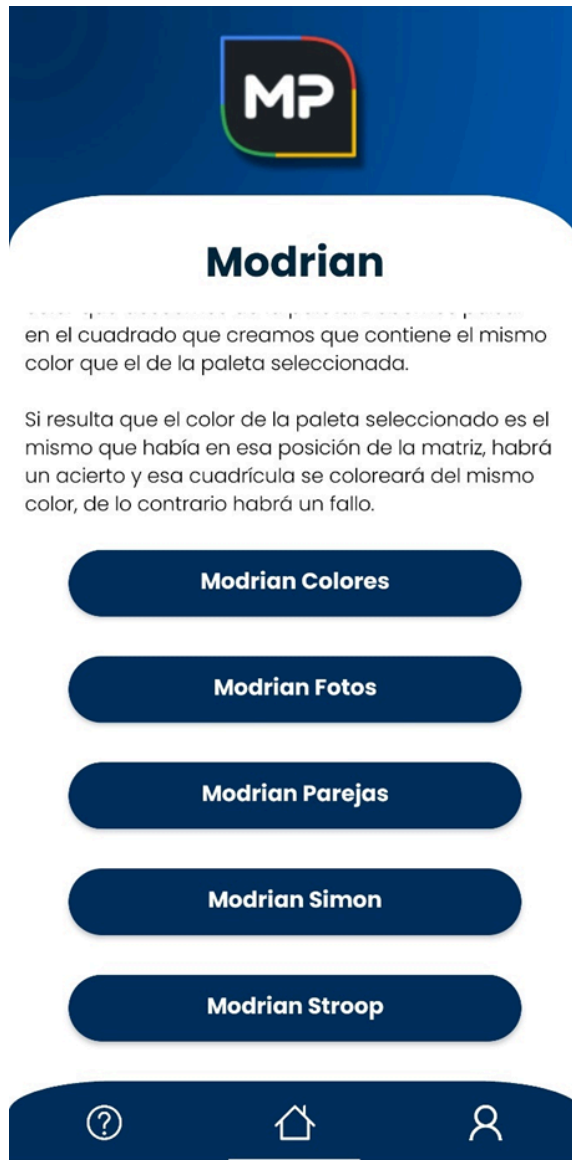 MP
Modrian
en el cuadrado que creamos que contiene el mismo
color que el de la paleta seleccionada.
Si resulta que el color de la paleta seleccionado es el
mismo que había en esa posición de la matriz, habrá
un acierto y esa cuadrícula se coloreará del mismo
color, de lo contrario habrá un fallo.
Modrian Colores
Modrian Fotos
Modrian Parejas
Modrian Simon
Modrian Stroop